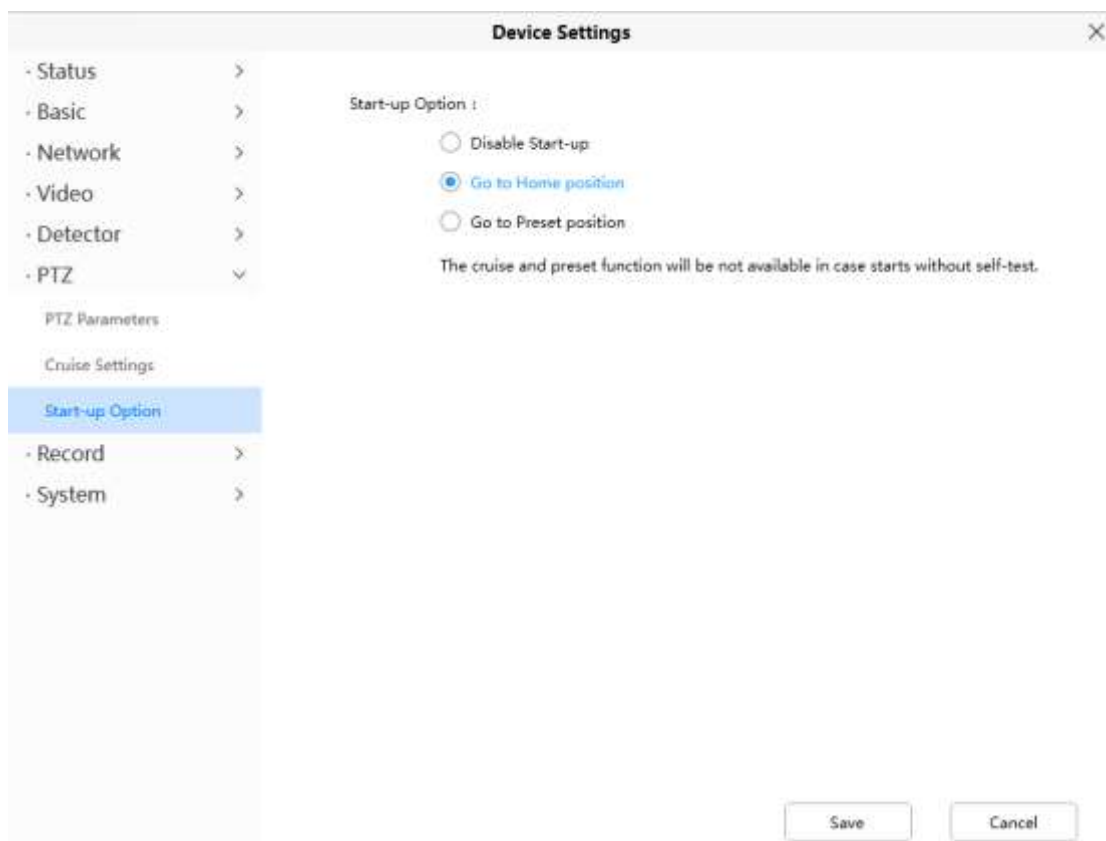 Device Settings
· Status
· Basic
· Network
· Video
· Detector
· PTZ
PTZ Parameters
Cruise Settings
Start-up Option
· Record
· System
Start-up Option :
Disable Start-up
Go to Home position
Go to Preset position
The cruise and preset function will be not available in case starts without self-test.
Save
Cancel